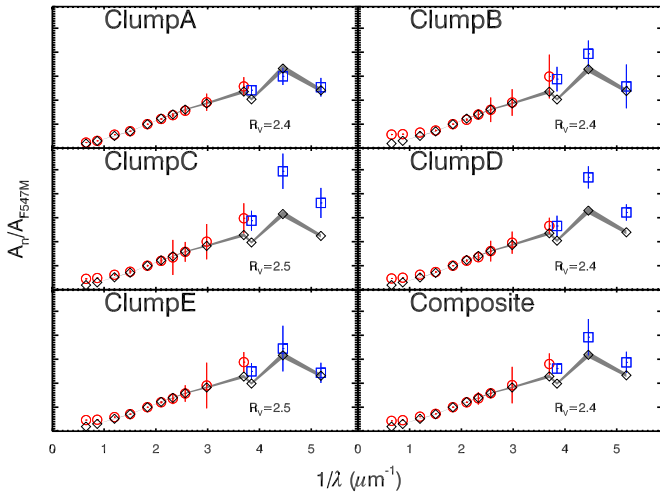 ClumpA
ClumpB
R_v=2.4
R_v=2.4
ClumpC
ClumpD
R_v=2.5
R_v=2.4
ClumpE
Composite
R_v=2.5
R_v=2.4
A_n/A_F547M
0 1 2 3 4 5 1 2 3 4 5
1/λ (μm⁻¹)